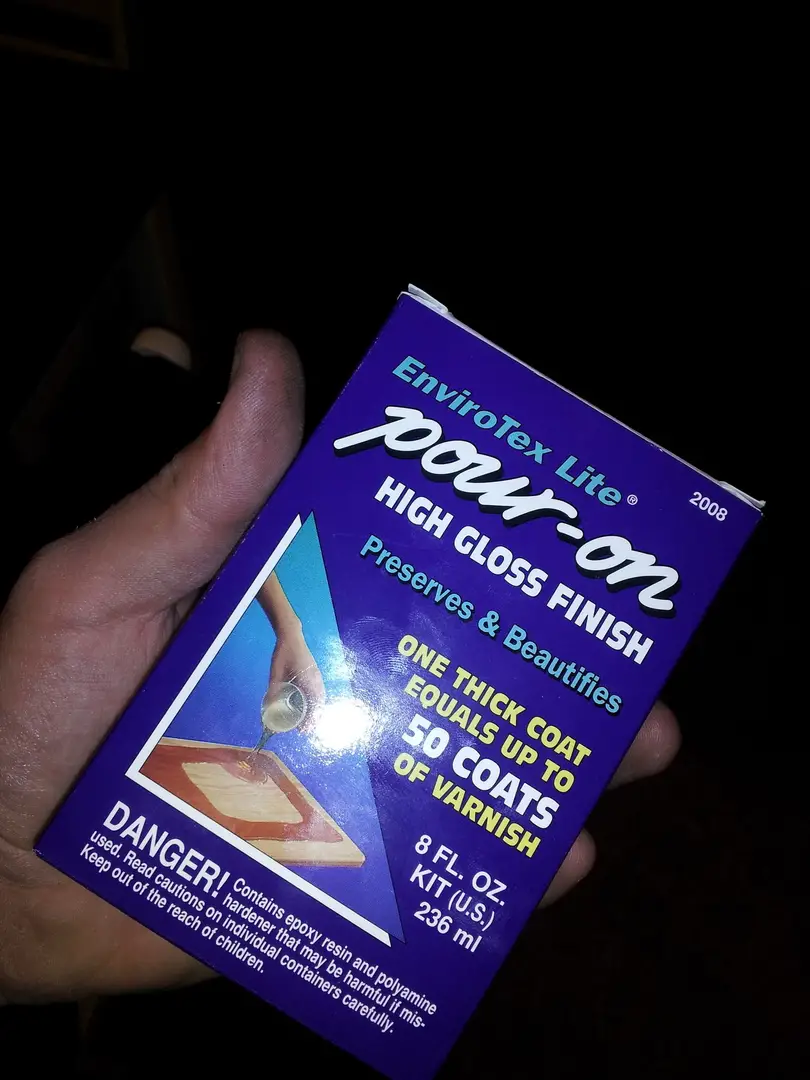 EnviroTex Lite®
2008
pour-on
HIGH GLOSS FINISH
Preserves & Beautifies
ONE THICK COAT
EQUALS UP TO
50 COATS
OF VARNISH
8 FL. OZ.
KIT (U.S.)
236 ml
DANGER! Contains epoxy resin and polyamine
hardener that may be harmful if mis-
used. Read cautions on individual containers carefully.
Keep out of the reach of children.